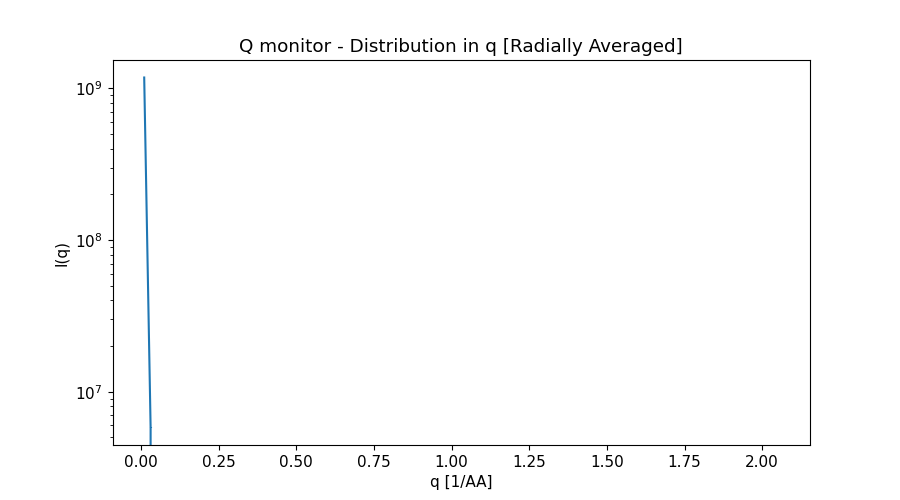 Q monitor - Distribution in q [Radially Averaged]
10⁹
10⁸
10⁷
I(q)
0.00 0.25 0.50 0.75 1.00 1.25 1.50 1.75 2.00
q [1/AA]